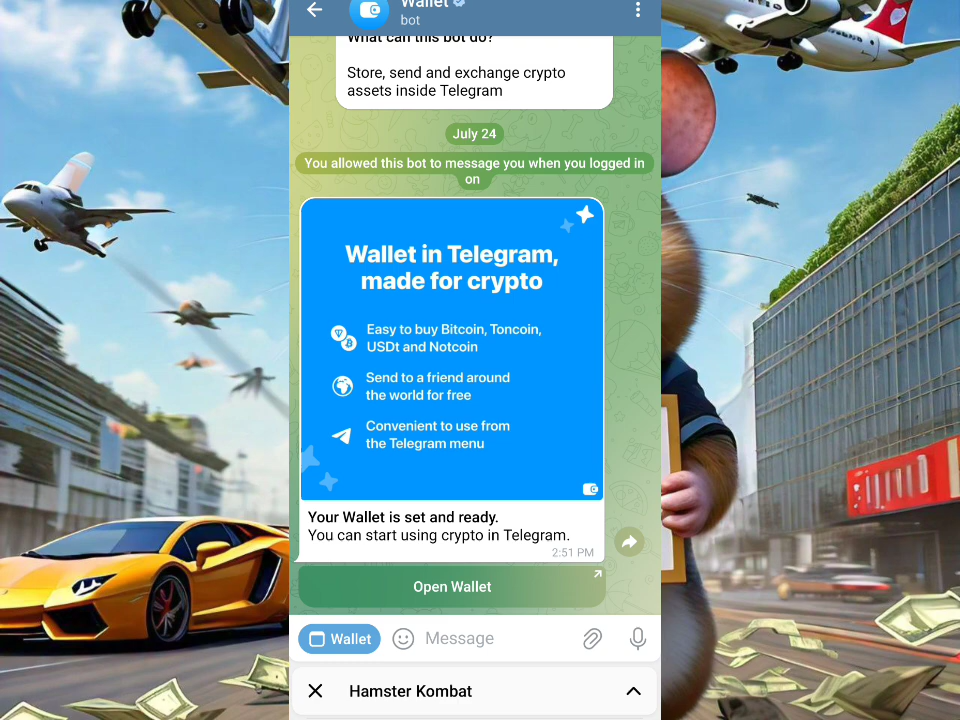 Wallet
bot
What can this bot do?
Store, send and exchange crypto
assets inside Telegram
July 24
You allowed this bot to message you when you logged in
on
Wallet in Telegram,
made for crypto
Easy to buy Bitcoin, Toncoin,
USDt and Notcoin
Send to a friend around
the world for free
Convenient to use from
the Telegram menu
Your Wallet is set and ready.
You can start using crypto in Telegram.
2:51 PM
Open Wallet
Wallet
Message
Hamster Kombat